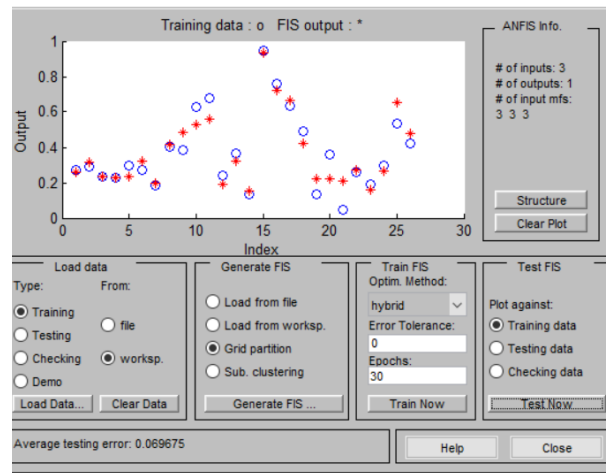 Training data : o   FIS output : *
ANFIS Info.
# of inputs: 3
# of outputs: 1
# of input mfs:
3 3 3
Structure
Clear Plot
Output
1
0.8
0.6
0.4
0.2
0
0 5 10 15 20 25 30
Index
Load data
Type: From:
Training
Testing
Checking
Demo
file
worksp.
Load Data...
Clear Data
Generate FIS
Load from file
Load from worksp.
Grid partition
Sub. clustering
Generate FIS ...
Train FIS
Optim. Method:
hybrid
Error Tolerance:
0
Epochs:
30
Train Now
Test FIS
Plot against:
Training data
Testing data
Checking data
Test Now
Average testing error: 0.069675
Help
Close